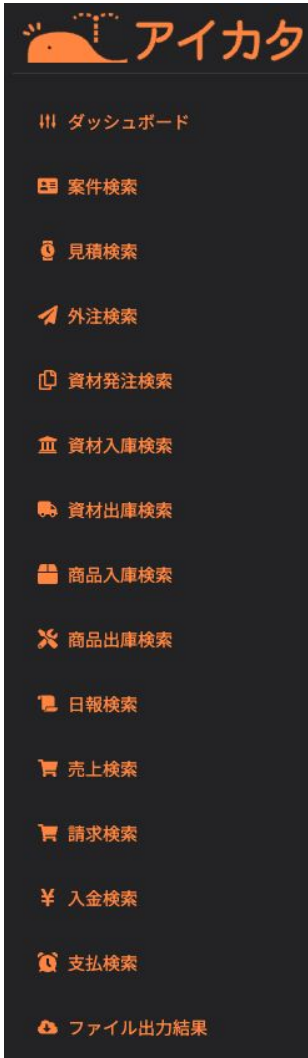 アイカタ
ダッシュボード
案件検索
見積検索
外注検索
資材発注検索
資材入庫検索
資材出庫検索
商品入庫検索
商品出庫検索
日報検索
売上検索
請求検索
入金検索
支払検索
ファイル出力結果